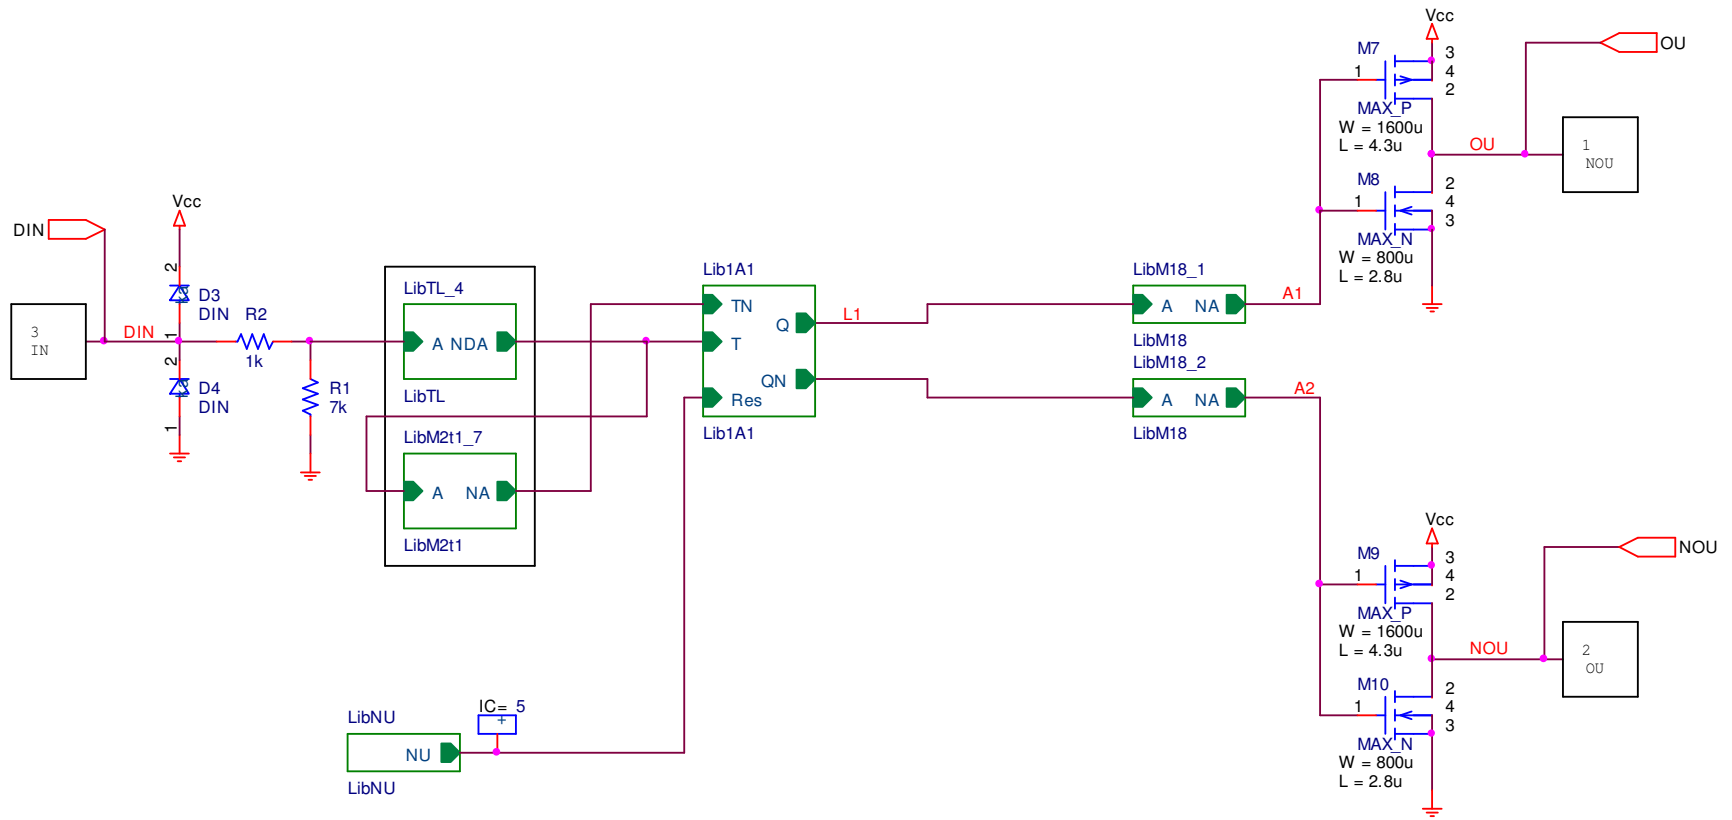 Vcc
M7
3
1
4
2
MAX_P
W = 1600u
L = 4.3u
OU
OU
1
NOU
M8
2
1
4
3
MAX_N
W = 800u
L = 2.8u
Vcc
DIN
2
D3
DIN
1
3
IN
DIN
R2
1k
2
D4
DIN
1
R1
7k
LibTL_4
A NDA
LibTL
LibM2t1_7
A NA
LibM2t1
Lib1A1
TN
Q
T
QN
Res
Lib1A1
L1
LibM18_1
A NA
LibM18
A1
LibM18_2
A NA
LibM18
A2
Vcc
M9
3
1
4
2
MAX_P
W = 1600u
L = 4.3u
NOU
NOU
2
OU
M10
2
1
4
3
MAX_N
W = 800u
L = 2.8u
IC= 5
+
LibNU
NU
LibNU